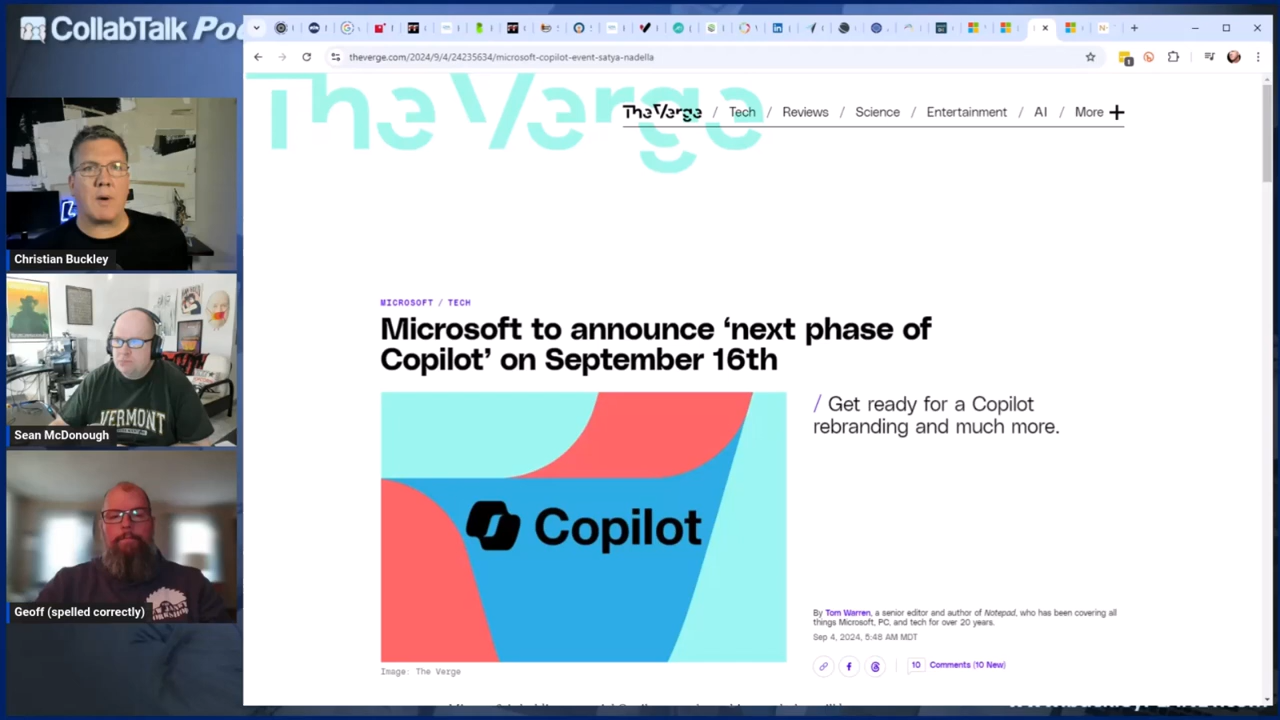 CollabTalk Po
theverge.com/2024/9/4/24235634/microsoft-copilot-event-satya-nadella
1
TheVerge
TheVerge / Tech / Reviews / Science / Entertainment / AI / More +
MICROSOFT / TECH
Microsoft to announce ‘next phase of
Copilot’ on September 16th
/ Get ready for a Copilot
rebranding and much more.
Copilot
By Tom Warren, a senior editor and author of Notepad, who has been covering all
things Microsoft, PC, and tech for over 20 years.
Sep 4, 2024, 5:48 AM MDT
10 Comments (10 New)
Image: The Verge
Christian Buckley
VERMONT
Sean McDonough
Geoff (spelled correctly)